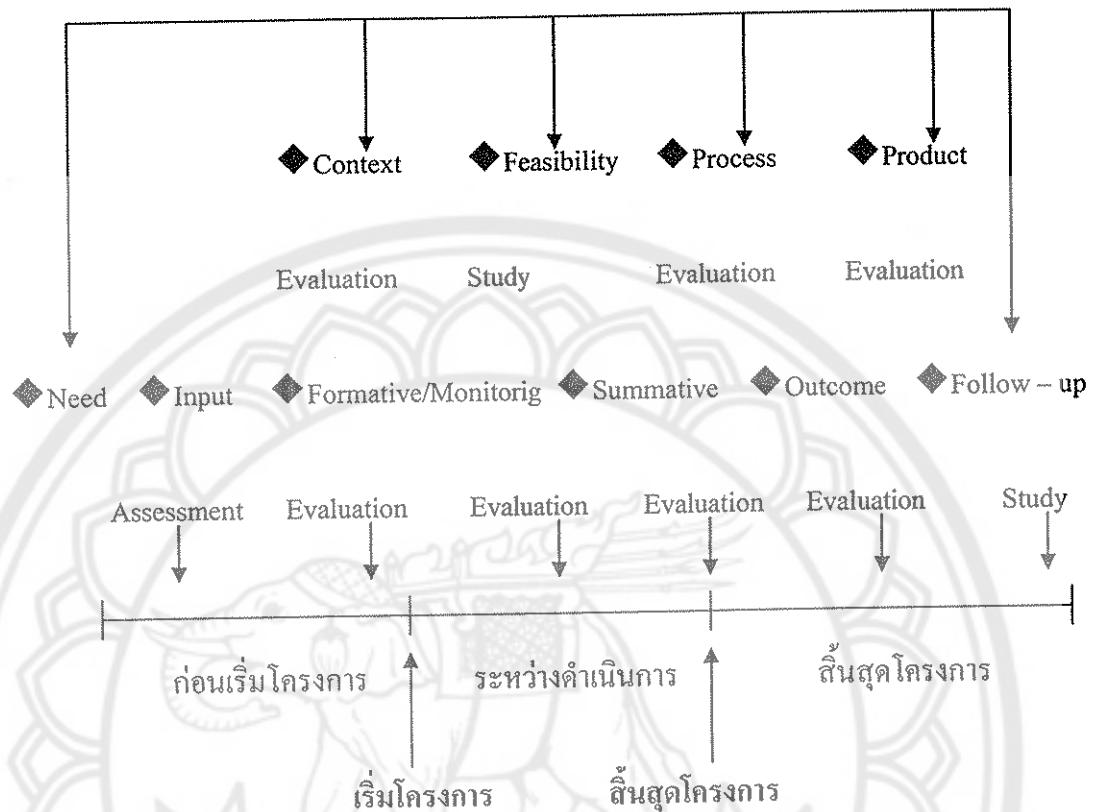 ◆ Context ◆ Feasibility ◆ Process ◆ Product
Evaluation Study Evaluation Evaluation
◆ Need ◆ Input ◆ Formative/Monitorig ◆ Summative ◆ Outcome ◆ Follow – up
Assessment Evaluation Evaluation Evaluation Evaluation Study
ก่อนเริ่มโครงการ ระหว่างดำเนินการ สิ้นสุดโครงการ
เริ่มโครงการ สิ้นสุดโครงการ